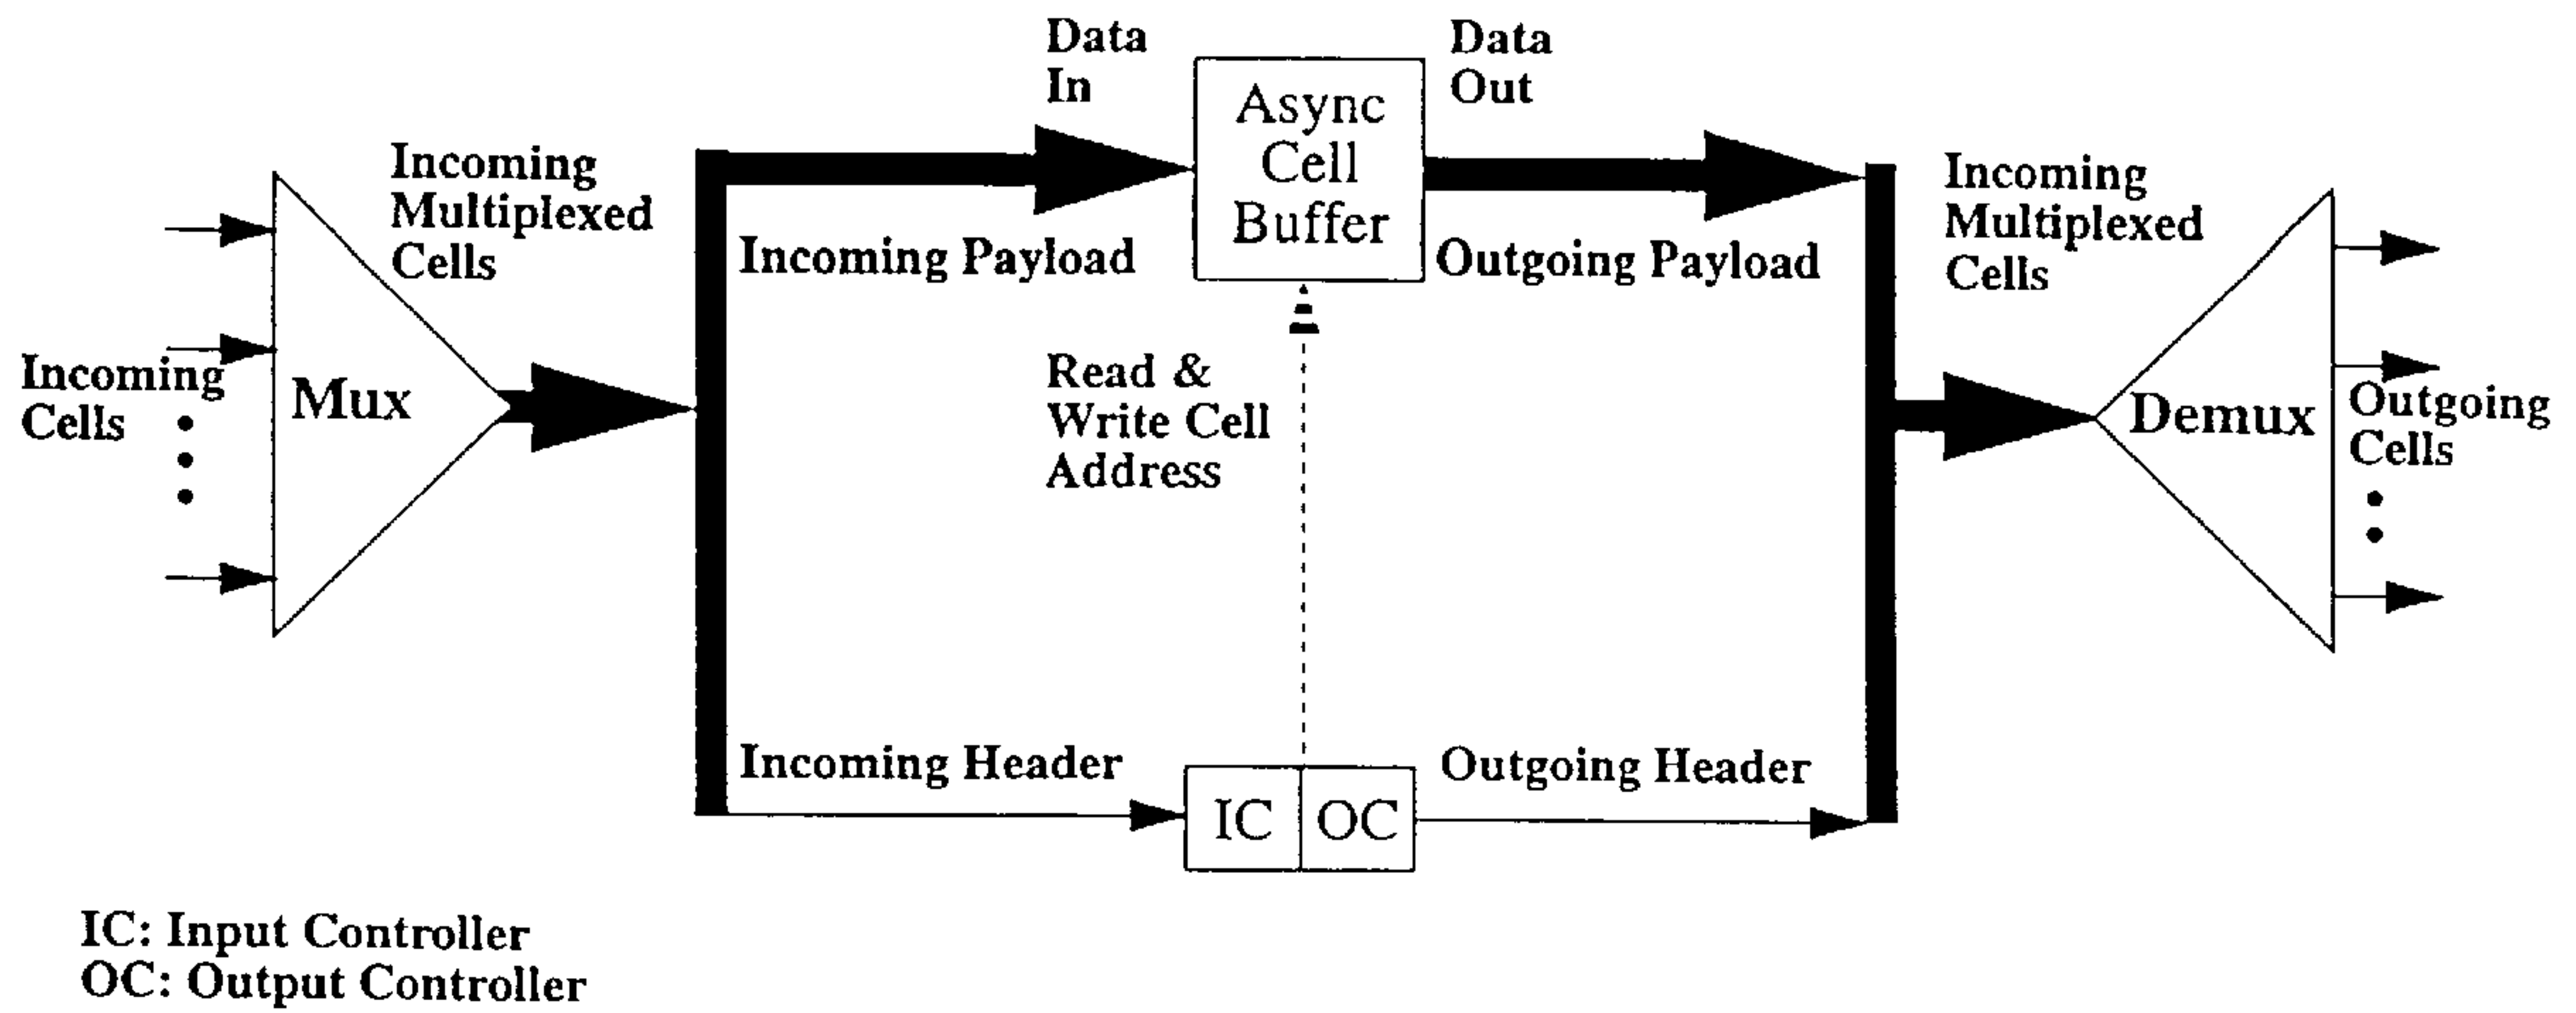 Data
In
Async
Cell
Buffer
Data
Out
Incoming
Multiplexed
Cells
Incoming Payload
Outgoing Payload
Incoming
Multiplexed
Cells
Incoming
Cells
Mux
Read &
Write Cell
Address
Demux
Outgoing
Cells
Incoming Header
IC
OC
Outgoing Header
IC: Input Controller
OC: Output Controller